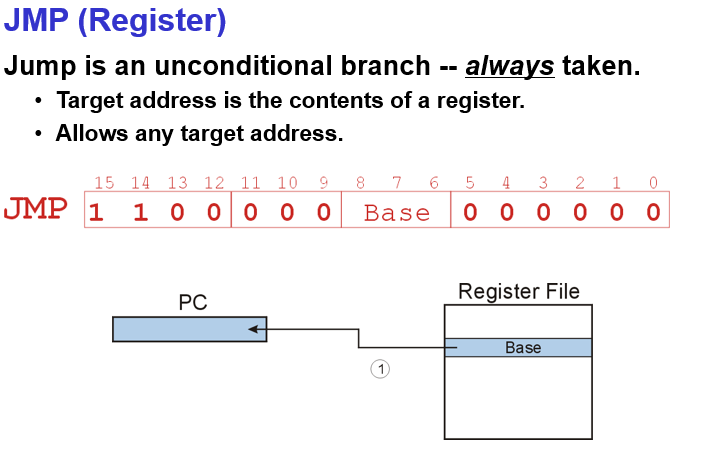 JMP (Register)
Jump is an unconditional branch -- always taken.
• Target address is the contents of a register.
• Allows any target address.
15 14 13 12 11 10 9 8 7 6 5 4 3 2 1 0
JMP 1 1 0 0 0 0 0 Base 0 0 0 0 0 0
Register File
PC
Base
1